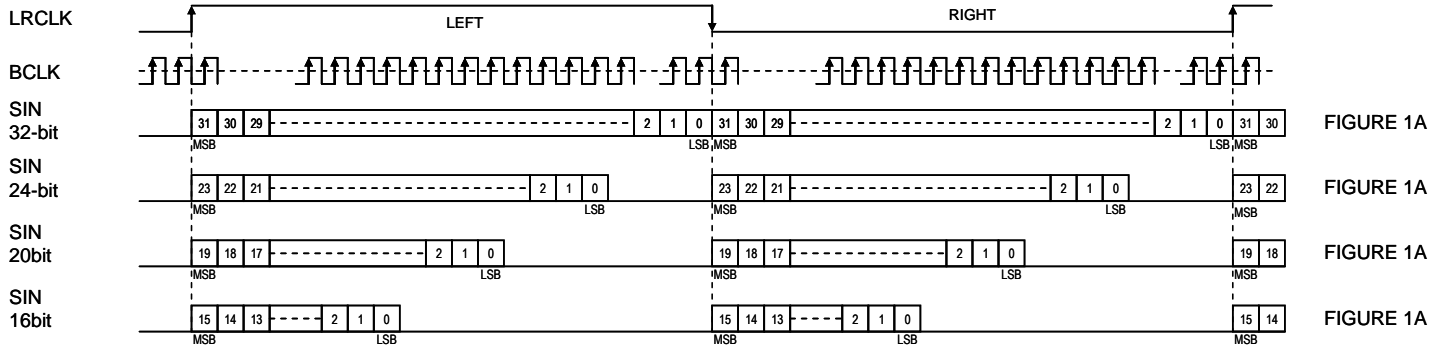 LRCLK LEFT RIGHT
BCLK
SIN
32-bit 31 30 29 2 1 0 31 30 29 2 1 0 31 30 FIGURE 1A
MSB LSB MSB LSB MSB
SIN
24-bit 23 22 21 2 1 0 23 22 21 2 1 0 23 22 FIGURE 1A
MSB LSB MSB LSB MSB
SIN
20bit 19 18 17 2 1 0 19 18 17 2 1 0 19 18 FIGURE 1A
MSB LSB MSB LSB MSB
SIN
16bit 15 14 13 2 1 0 15 14 13 2 1 0 15 14 FIGURE 1A
MSB LSB MSB LSB MSB